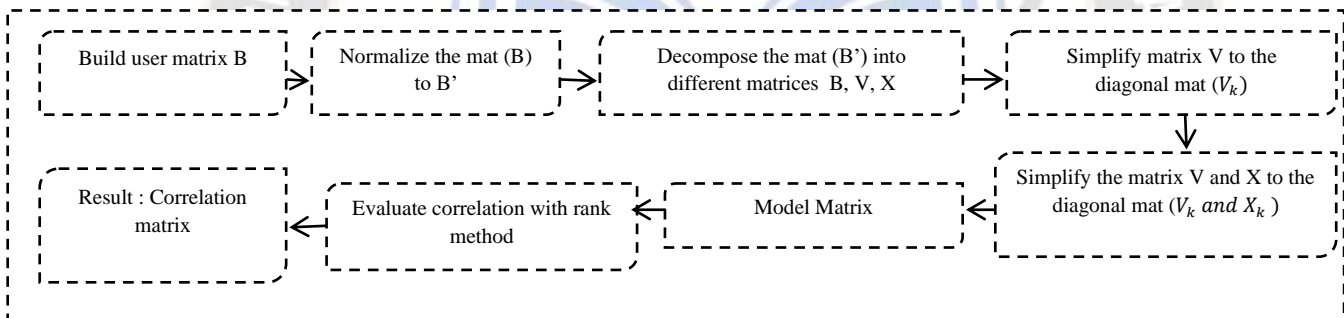 Build user matrix B
Normalize the mat (B)
to B’
Decompose the mat (B’) into
different matrices B, V, X
Simplify matrix V to the
diagonal mat (Vₖ)
Simplify the matrix V and X to the
diagonal mat (Vₖ and Xₖ )
Model Matrix
Evaluate correlation with rank
method
Result : Correlation
matrix